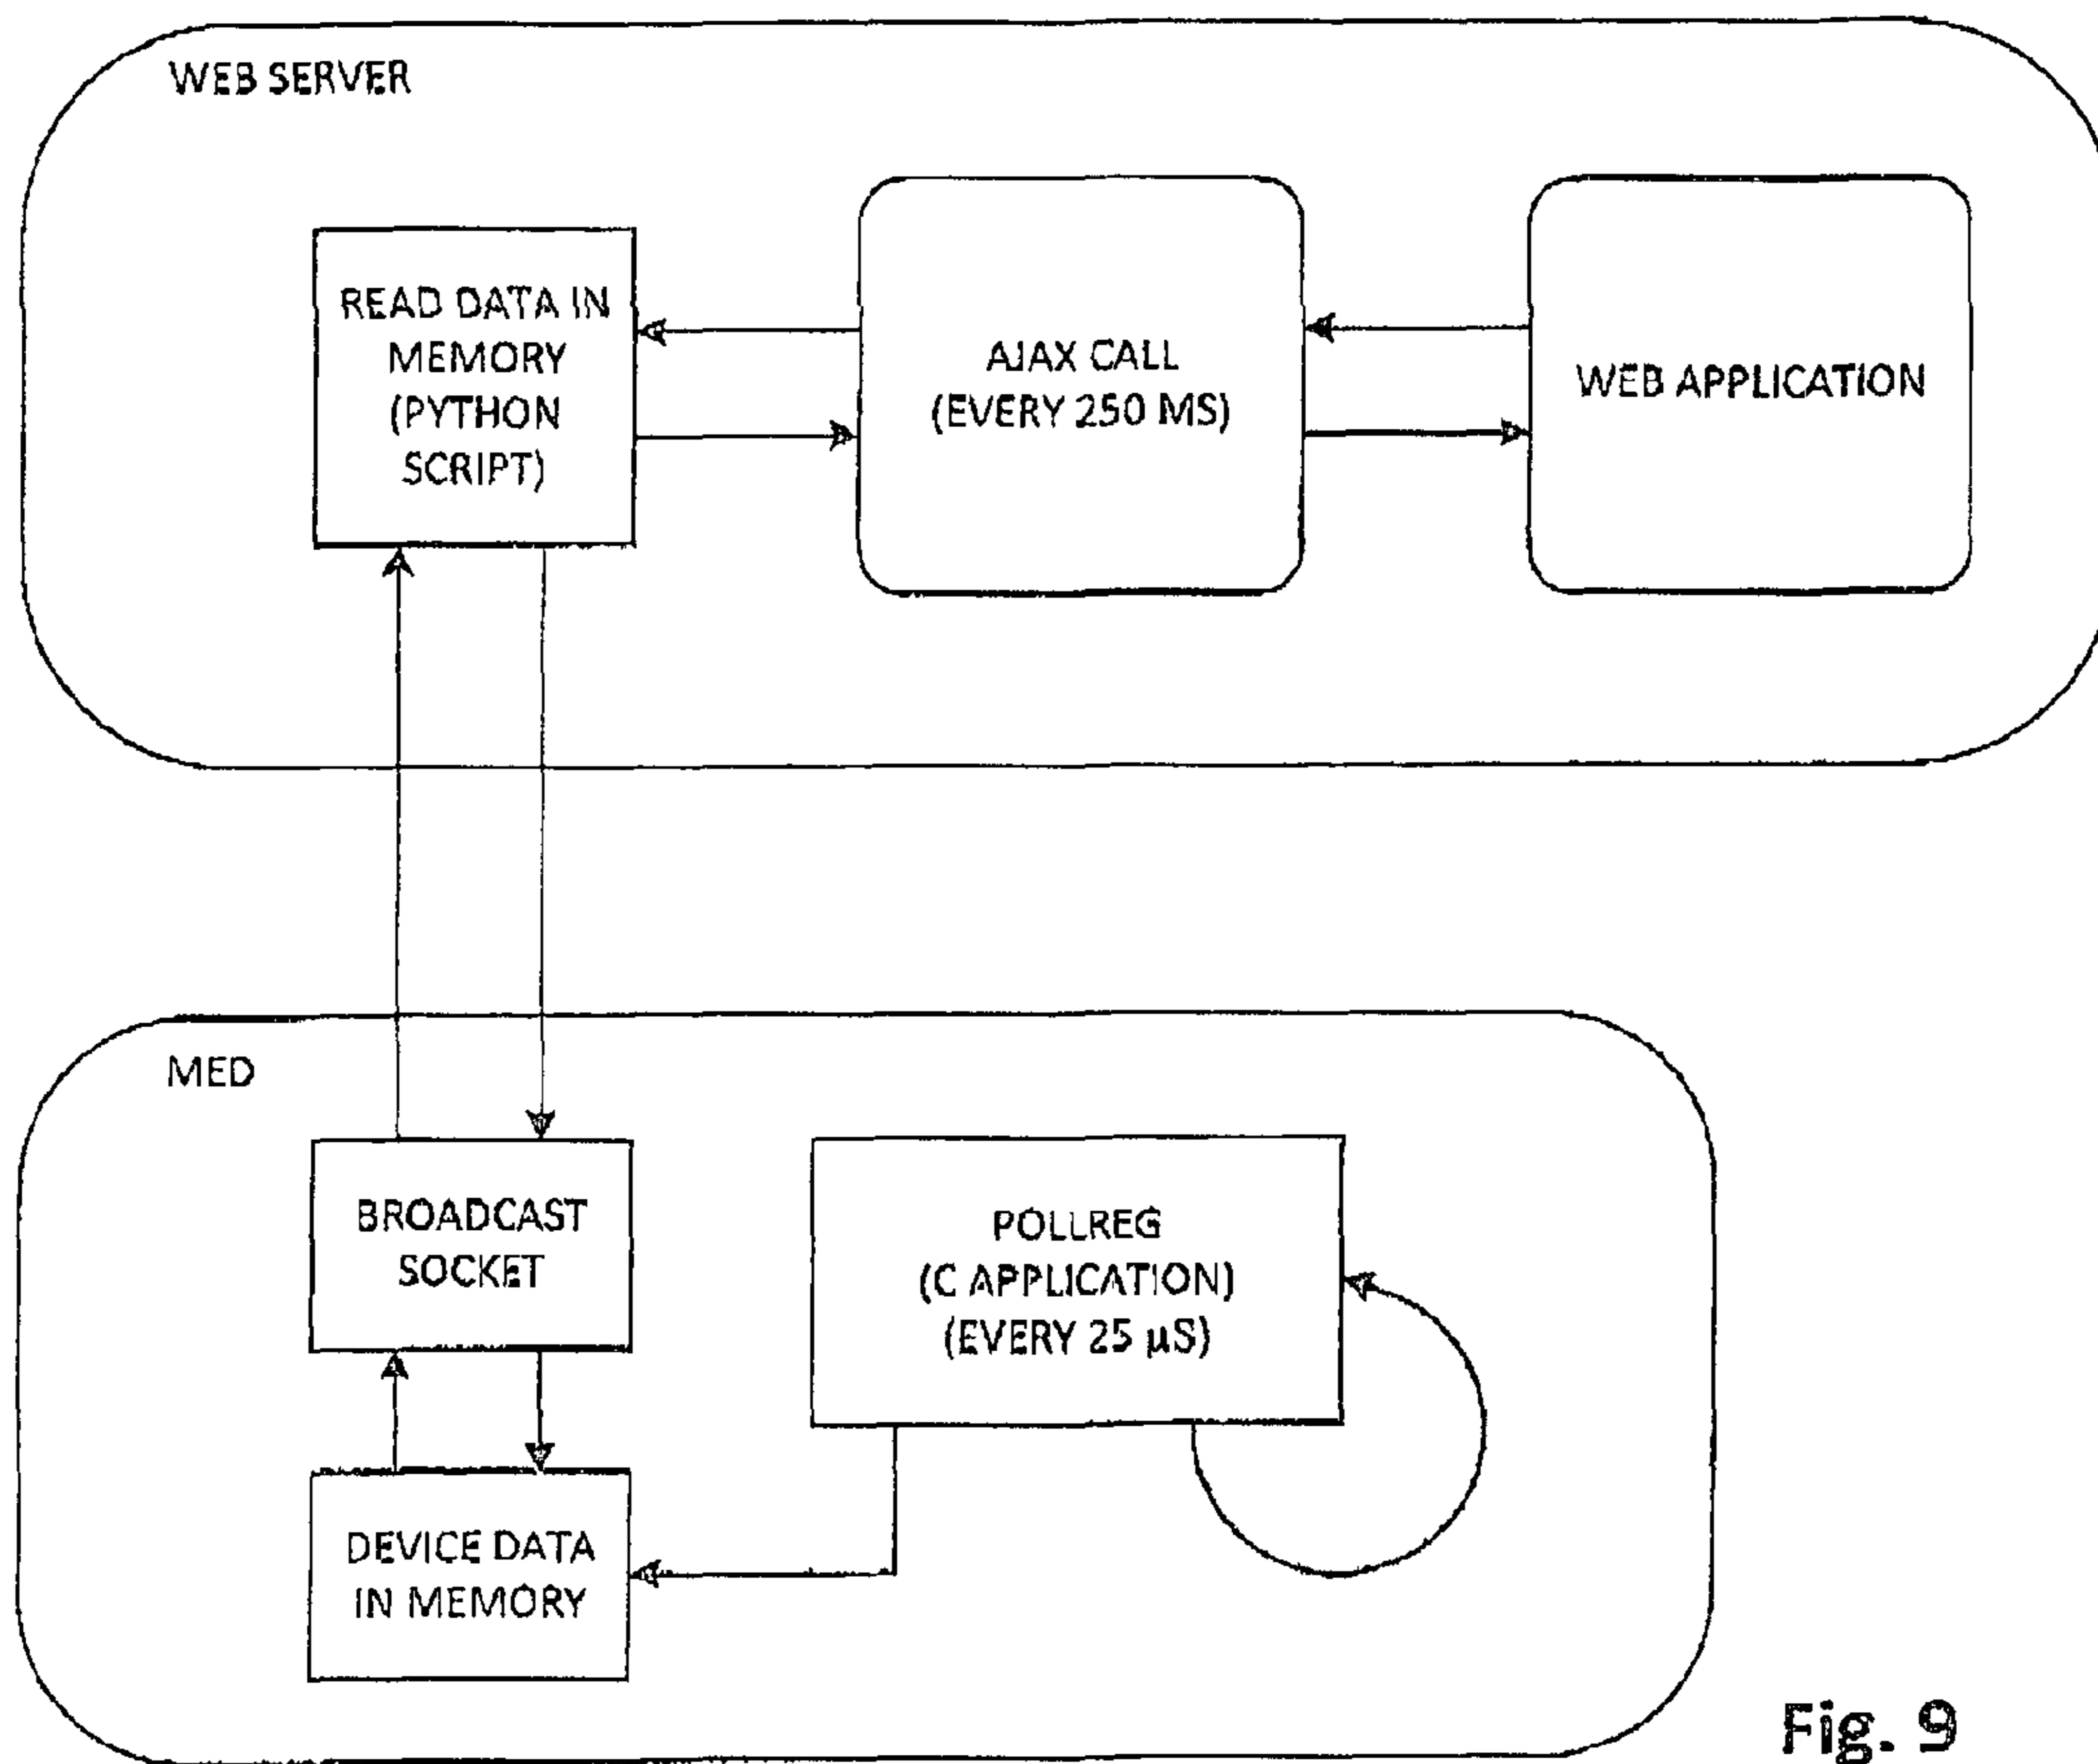 WEB SERVER
READ DATA IN
MEMORY
(PYTHON
SCRIPT)
AJAX CALL
(EVERY 250 MS)
WEB APPLICATION
MED
BROADCAST
SOCKET
POLLREG
(C APPLICATION)
(EVERY 25 µS)
DEVICE DATA
IN MEMORY
Fig. 9